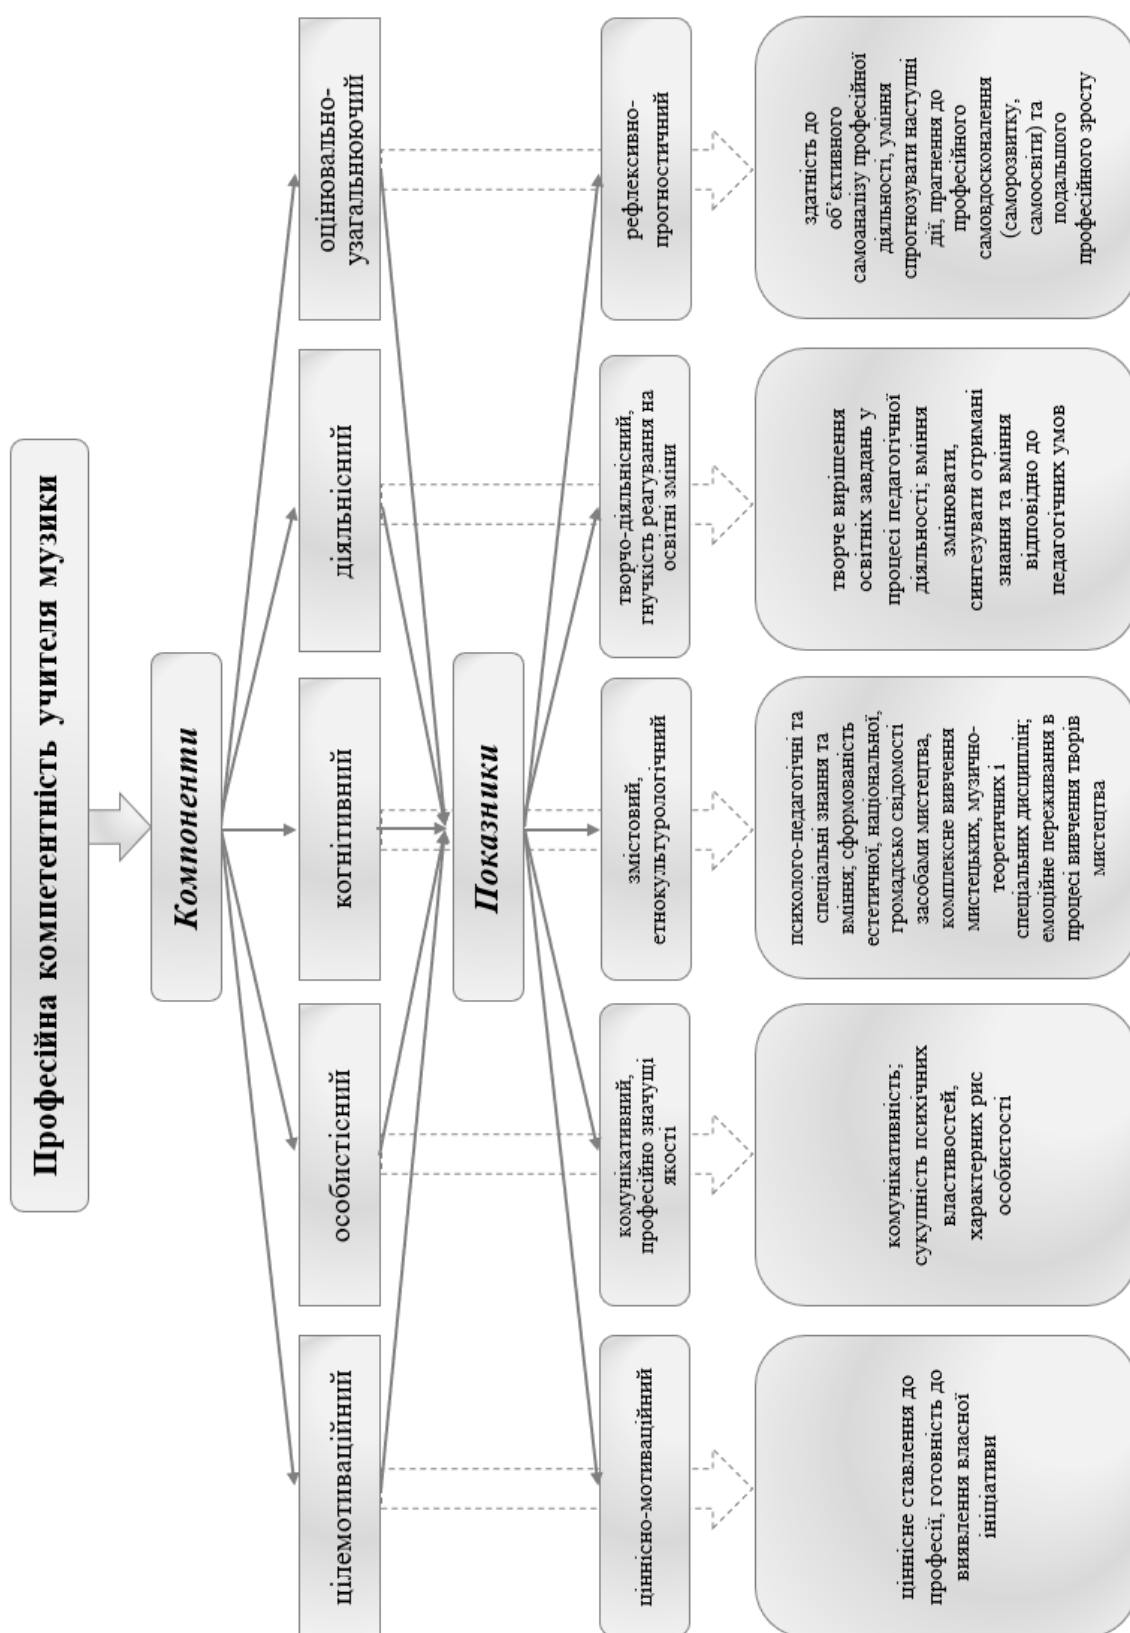 Професійна компетентність учителя музики
Компоненти
цілемотиваційний
особистісний
когнітивний
діяльнісний
оцінювально-
узагальнюючий
Показники
ціннісно-мотиваційний
комунікативний,
професійно значущі
якості
змістовий,
етнокультурологічний
творчо-діяльнісний,
гнучкість реагування на
освітні зміни
рефлексивно-
прогностичний
ціннісне ставлення до
професії, готовність до
виявлення власної
ініціативи
комунікативність;
сукупність психічних
властивостей,
характерних рис
особистості
психолого-педагогічні та
спеціальні знання та
вміння; сформованість
естетичної, національної,
громадсько свідомості
засобами мистецтва,
комплексне вивчення
мистецьких, музично-
теоретичних і
спеціальних дисциплін;
емоційне переживання в
процесі вивчення творів
мистецтва
творче вирішення
освітніх завдань у
процесі педагогічної
діяльності; вміння
змінювати,
синтезувати отримані
знання та вміння
відповідно до
педагогічних умов
здатність до
об’єктивного
самоаналізу професійної
діяльності, уміння
спрогнозувати наступні
дії, прагнення до
професійного
самовдосконалення
(саморозвитку,
самоосвіти) та
подальшого
професійного зросту